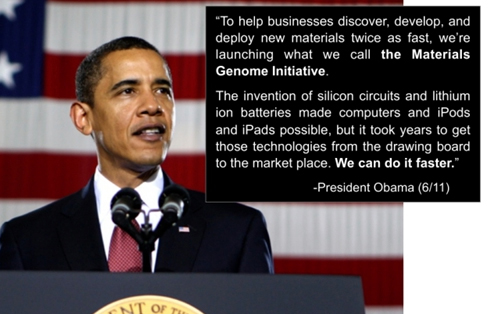 “To help businesses discover, develop, and
deploy new materials twice as fast, we’re
launching what we call the Materials
Genome Initiative.
The invention of silicon circuits and lithium
ion batteries made computers and iPods
and iPads possible, but it took years to get
those technologies from the drawing board
to the market place. We can do it faster.”
-President Obama (6/11)
ENT OF T